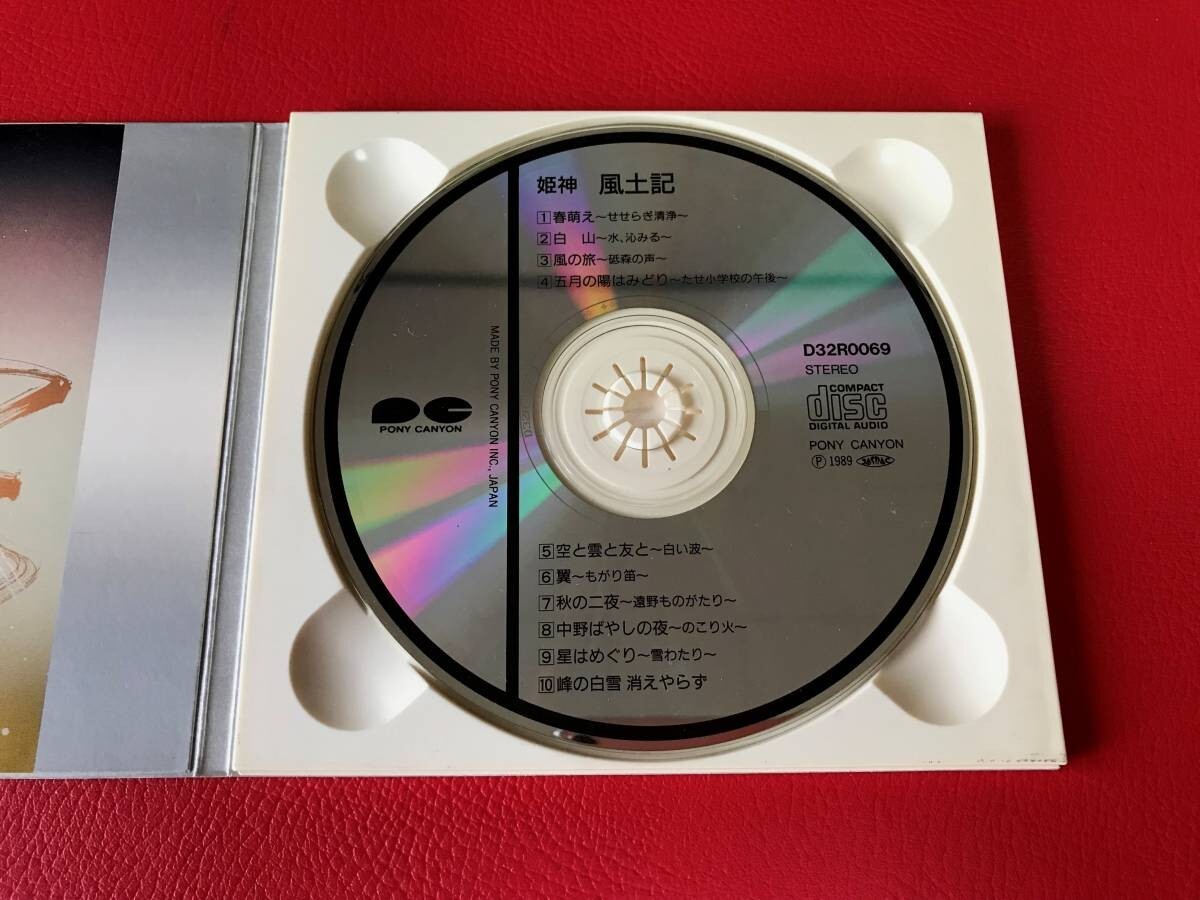 姫神 風土記
1 春萌え〜せせらぎ清浄〜
2 白 山〜水、沁みる〜
3 風の旅〜砥森の声〜
4 五月の陽はみどり〜たせ小学校の午後〜
MADE BY PONY CANYON INC., JAPAN
PONY CANYON
D32R0069
STEREO
COMPACT
disc
DIGITAL AUDIO
PONY CANYON
Ⓟ1989
5 空と雲と友と〜白い波〜
6 翼〜もがり笛〜
7 秋の二夜〜遠野ものがたり〜
8 中野ばやしの夜〜のこり火〜
9 星はめぐり〜雪わたり〜
10 峰の白雪 消えやらず